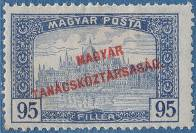 MAGYAR POSTA
MAGYAR
TANÁCSKÖZTÁRSASÁG
95 FILLÉR 95